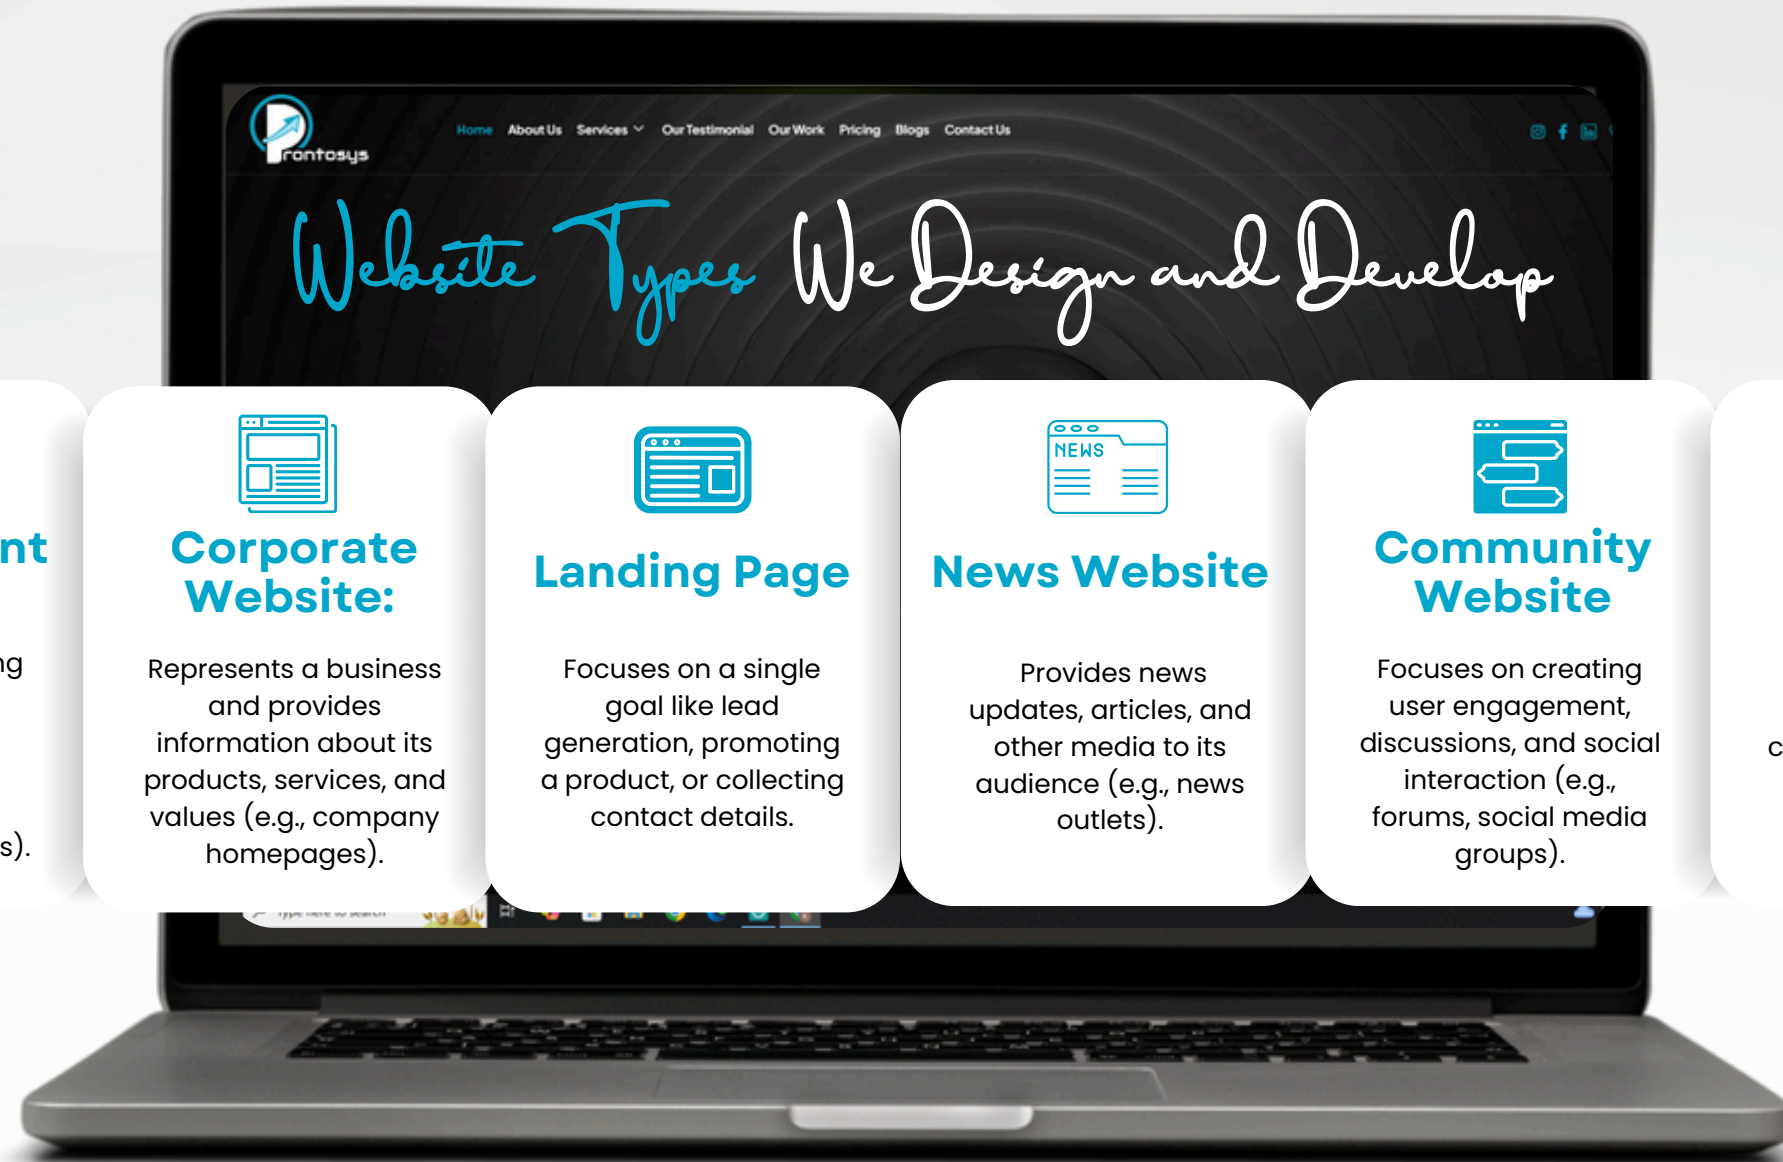 Prontosys
Home About Us Services Our Testimonial Our Work Pricing Blogs Contact Us
Website Types We Design and Develop
nt
ng
s).
Corporate
Website:
Represents a business
and provides
information about its
products, services, and
values (e.g., company
homepages).
Landing Page
Focuses on a single
goal like lead
generation, promoting
a product, or collecting
contact details.
NEWS
News Website
Provides news
updates, articles, and
other media to its
audience (e.g., news
outlets).
Community
Website
Focuses on creating
user engagement,
discussions, and social
interaction (e.g.,
forums, social media
groups).
c
Type here to search